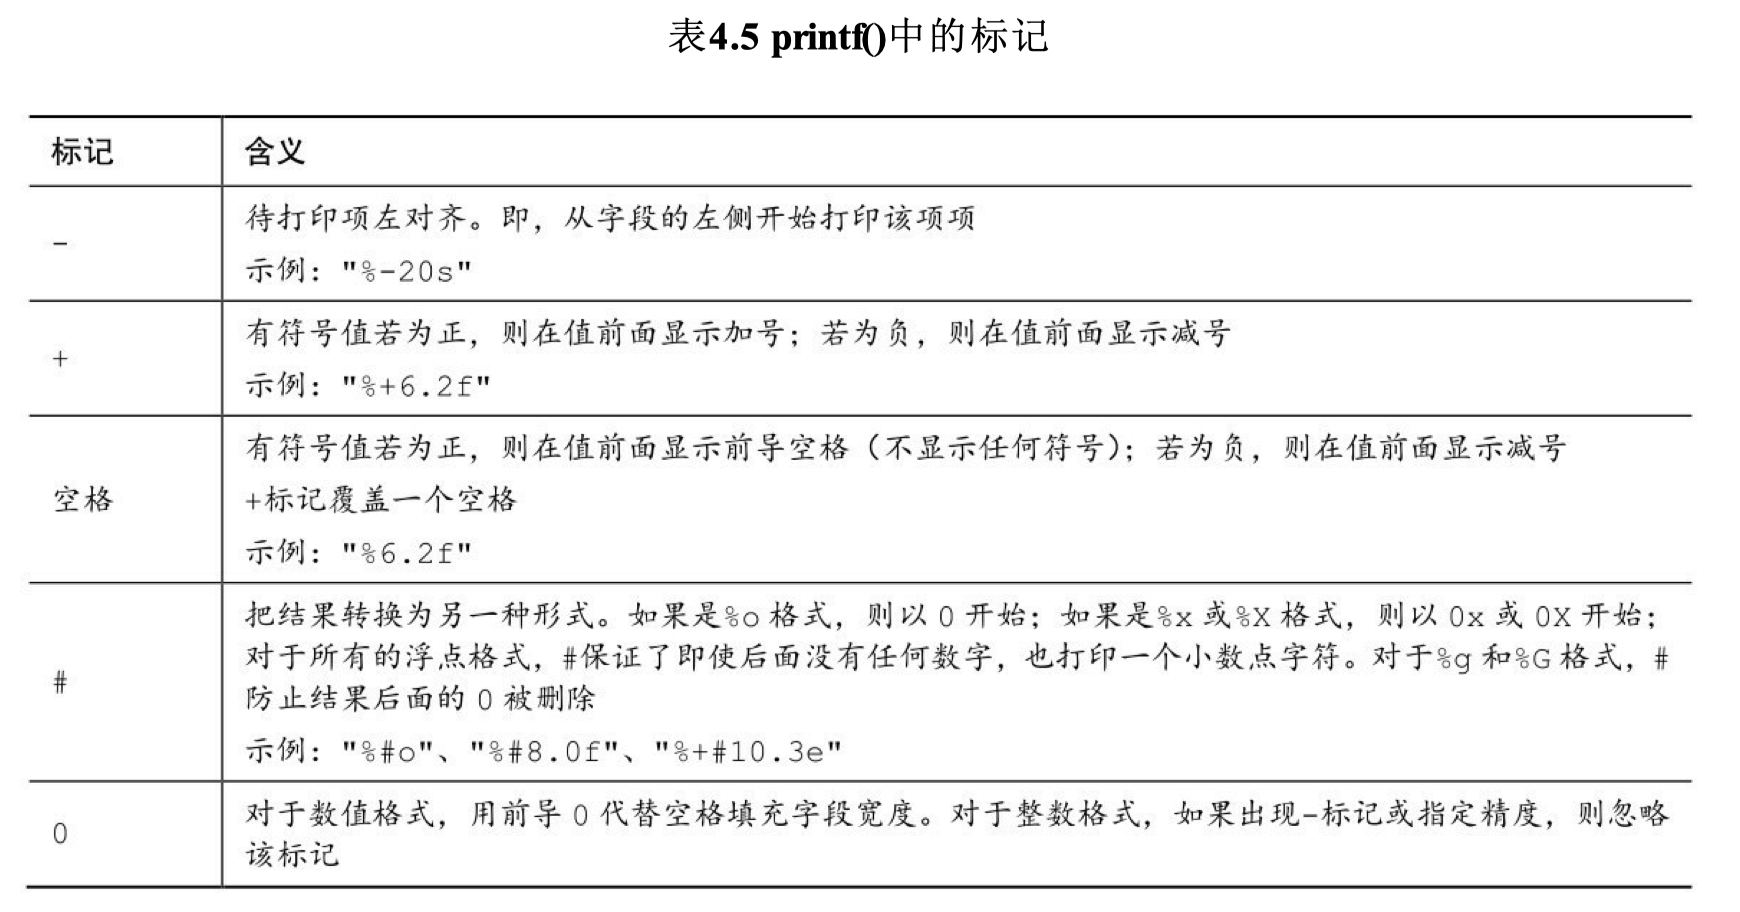 表4.5 printf()中的标记
标记 含义
- 待打印项左对齐。即，从字段的左侧开始打印该项项
示例："%-20s"
+ 有符号值若为正，则在值前面显示加号；若为负，则在值前面显示减号
示例："%+6.2f"
空格 有符号值若为正，则在值前面显示前导空格（不显示任何符号）；若为负，则在值前面显示减号
+标记覆盖一个空格
示例："%6.2f"
# 把结果转换为另一种形式。如果是%o 格式，则以 0 开始；如果是%x 或%X 格式，则以 0x 或 0X 开始；
对于所有的浮点格式，#保证了即使后面没有任何数字，也打印一个小数点字符。对于%g 和%G 格式，#
防止结果后面的 0 被删除
示例："%#o"、"%#8.0f"、"%+#10.3e"
0 对于数值格式，用前导 0 代替空格填充字段宽度。对于整数格式，如果出现-标记或指定精度，则忽略
该标记